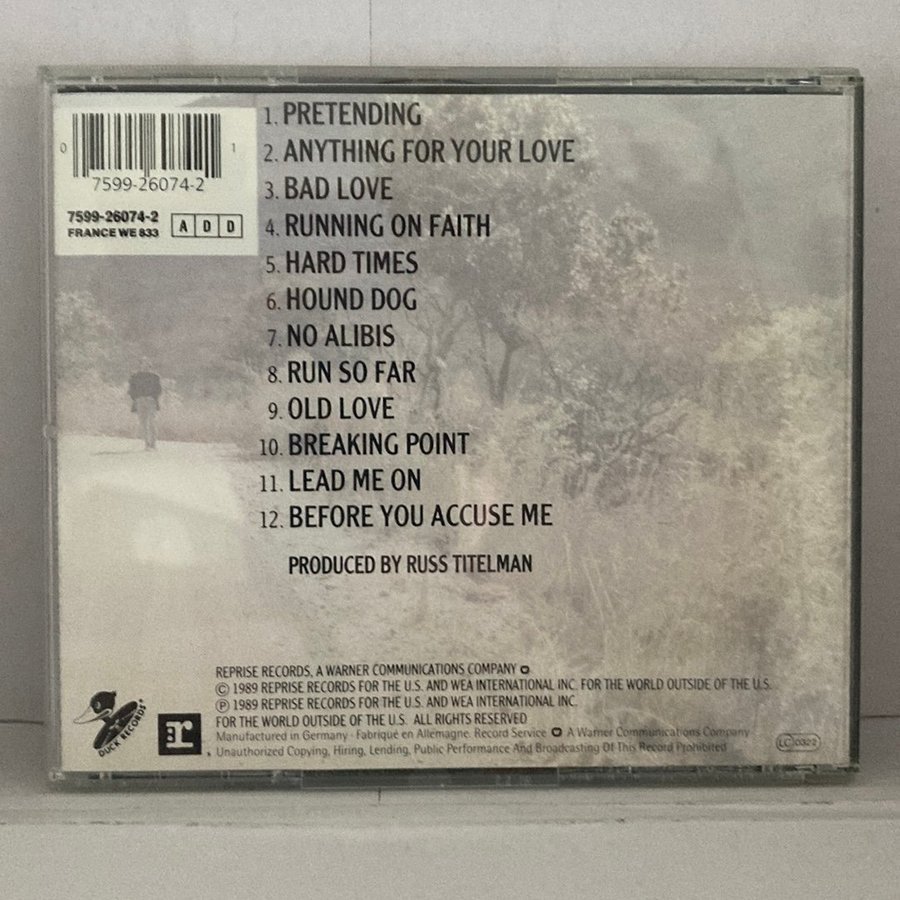 0 1
7599-26074-2
7599-26074-2
FRANCE WE 833
A D D
1. PRETENDING
2. ANYTHING FOR YOUR LOVE
3. BAD LOVE
4. RUNNING ON FAITH
5. HARD TIMES
6. HOUND DOG
7. NO ALIBIS
8. RUN SO FAR
9. OLD LOVE
10. BREAKING POINT
11. LEAD ME ON
12. BEFORE YOU ACCUSE ME
PRODUCED BY RUSS TITELMAN
REPRISE RECORDS, A WARNER COMMUNICATIONS COMPANY
© 1989 REPRISE RECORDS FOR THE U.S. AND WEA INTERNATIONAL INC. FOR THE WORLD OUTSIDE OF THE U.S.
℗ 1989 REPRISE RECORDS FOR THE U.S. AND WEA INTERNATIONAL INC.
FOR THE WORLD OUTSIDE OF THE U.S. ALL RIGHTS RESERVED
Manufactured in Germany · Fabriqué en Allemagne. Record Service A Warner Communications Company
Unauthorized Copying, Hiring, Lending, Public Performance And Broadcasting Of This Record Prohibited
DUCK RECORDS
r
LC 0322